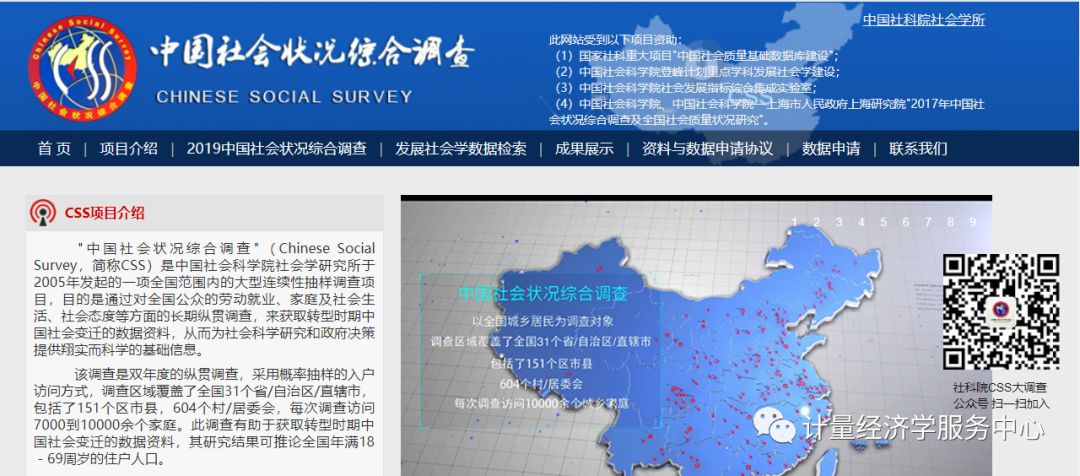 Chinese Social Survey
中国社会状况综合调查
中国社会状况综合调查
CHINESE SOCIAL SURVEY
中国社科院社会学所
此网站受到以下项目资助:
（1）国家社科重大项目"中国社会质量基础数据库建设";
（2）中国社会科学院登峰计划重点学科发展社会学建设;
（3）中国社会科学院社会发展指标综合集成实验室;
（4）中国社会科学院、中国社会科学院—上海市人民政府上海研究院"2017年中国社
会状况综合调查及全国社会质量状况研究"。
CSS
首 页 | 项目介绍 | 2019中国社会状况综合调查 | 发展社会学数据检索 | 成果展示 | 资料与数据申请协议 | 数据申请 | 联系我们
CSS项目介绍
"中国社会状况综合调查"（Chinese Social
Survey，简称CSS）是中国社会科学院社会学研究所于
2005年发起的一项全国范围内的大型连续性抽样调查项
目，目的是通过对全国公众的劳动就业、家庭及社会生
活、社会态度等方面的长期纵贯调查，来获取转型时期中
国社会变迁的数据资料，从而为社会科学研究和政府决策
提供翔实而科学的基础信息。
该调查是双年度的纵贯调查，采用概率抽样的入户
访问方式，调查区域覆盖了全国31个省/自治区/直辖市，
包括了151个区市县，604个村/居委会，每次调查访问
7000到10000余个家庭。此调查有助于获取转型时期中
国社会变迁的数据资料，其研究结果可推论全国年满18
- 69周岁的住户人口。
1 2 3 4 5 6 7 8 9
中国社会状况综合调查
以全国城乡居民为调查对象
调查区域覆盖了全国31个省/自治区/直辖市
包括了151个区市县
604个村/居委会
每次调查访问10000余个城乡家庭
社科院CSS大调查
公众号 扫一扫加入
计量经济学服务中心